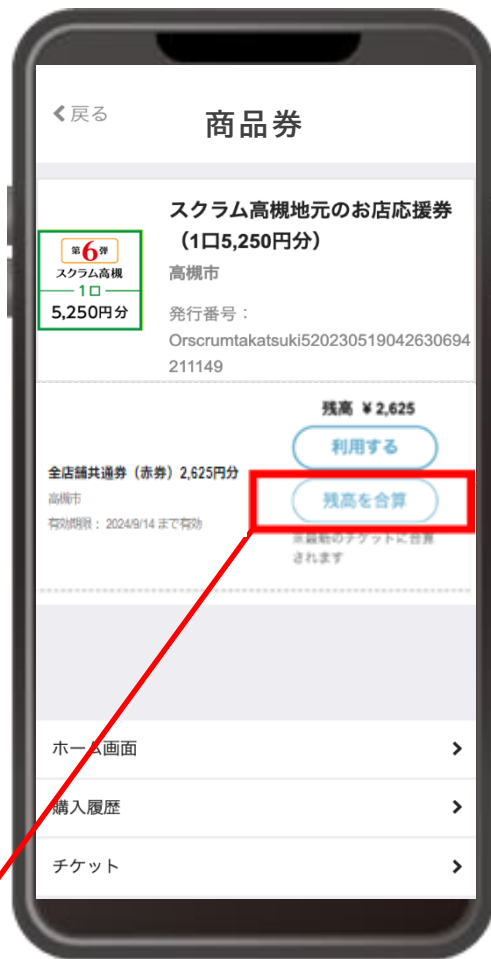 戻る
商品券
第6弾
スクラム高槻
1口
5,250円分
スクラム高槻地元のお店応援券
（1口5,250円分）
高槻市
発行番号：
Orscrumtakatsuki520230519042630694
211149
残高 ¥2,625
利用する
全店舗共通券（赤券）2,625円分
高槻市
有効期限： 2024/9/14 まで有効
残高を合算
※最新のチケットに合算
されます
ホーム画面
購入履歴
チケット